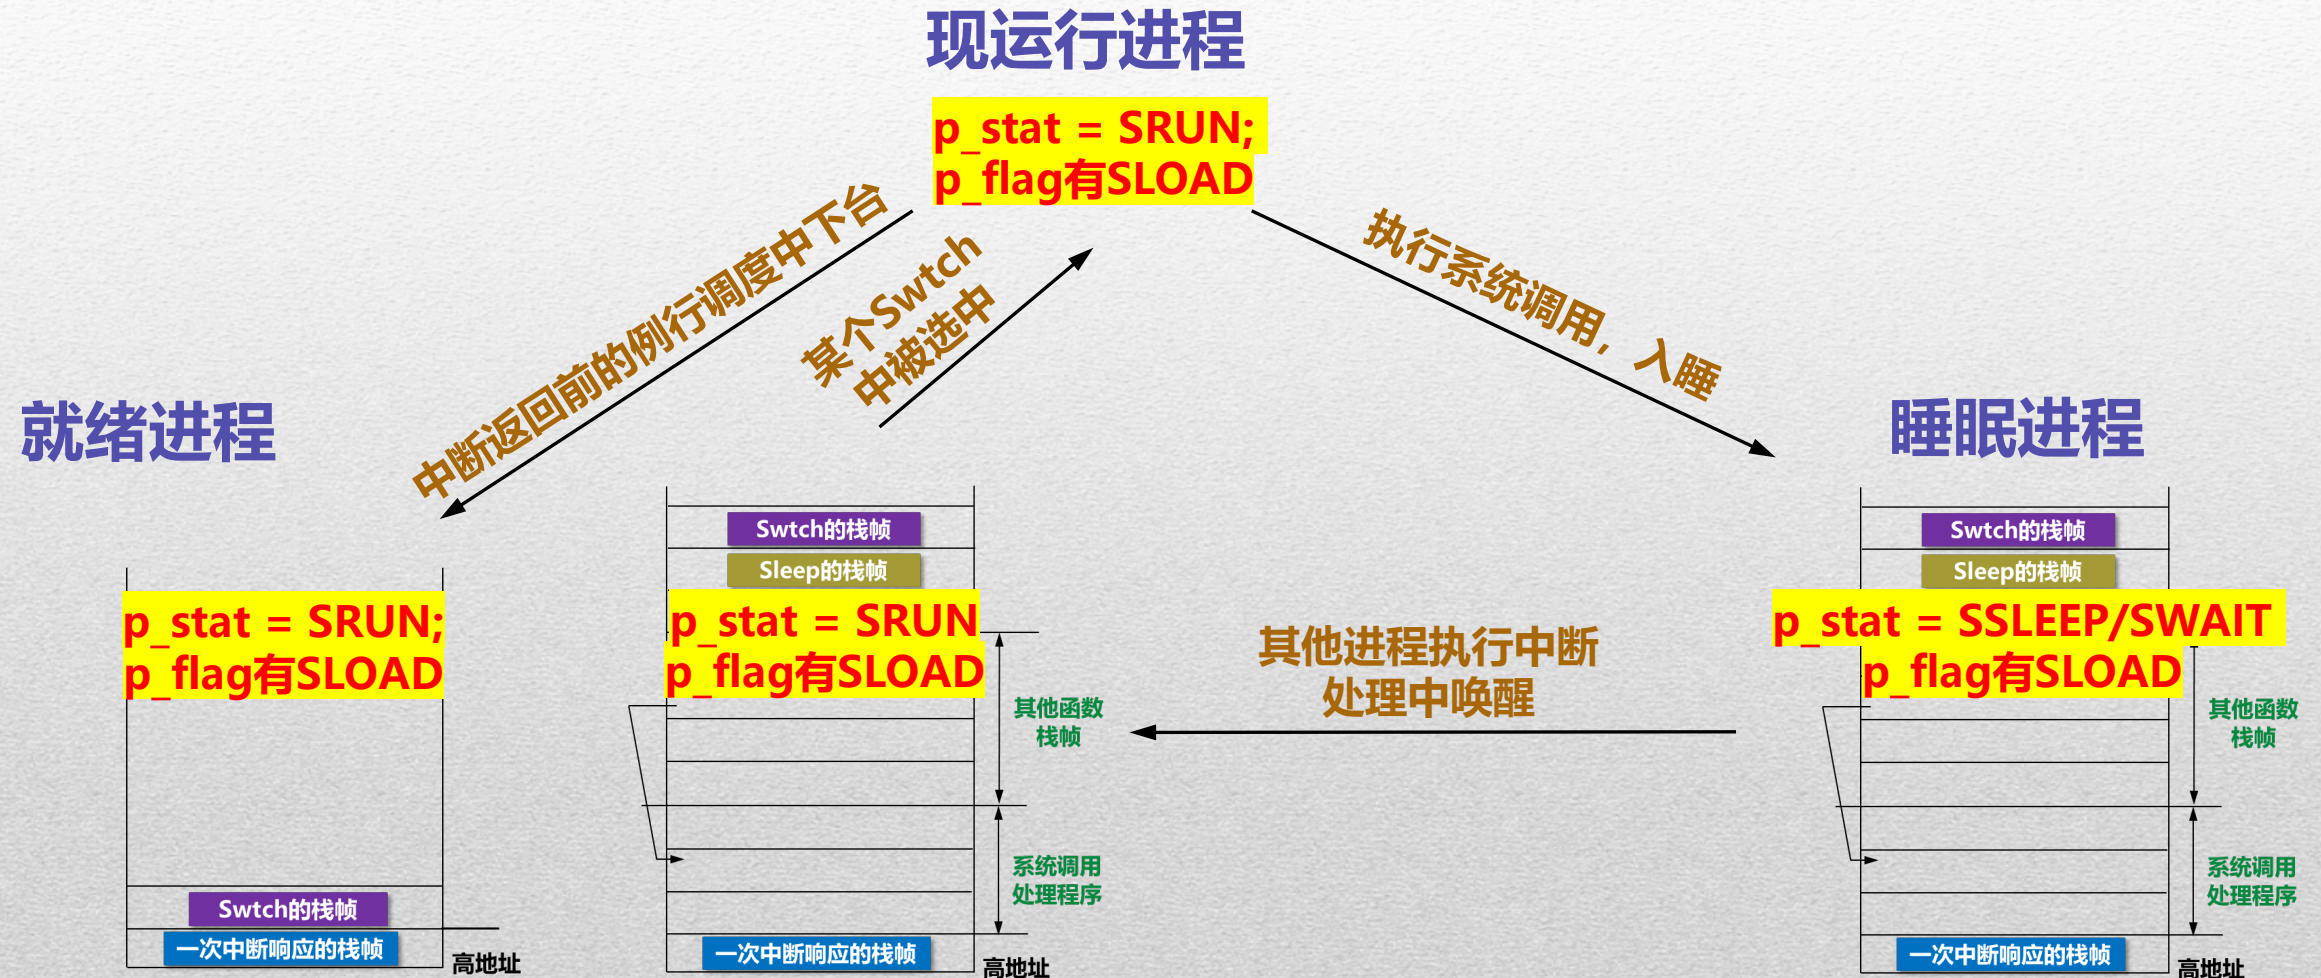 现运行进程
p_stat = SRUN;
p_flag有SLOAD
中断返回前的例行调度中下台
某个Swtch
中被选中
执行系统调用，入睡
就绪进程
睡眠进程
p_stat = SRUN;
p_flag有SLOAD
Swtch的栈帧
一次中断响应的栈帧
高地址
Swtch的栈帧
Sleep的栈帧
p_stat = SRUN
p_flag有SLOAD
其他函数
栈帧
系统调用
处理程序
一次中断响应的栈帧
高地址
其他进程执行中断
处理中唤醒
Swtch的栈帧
Sleep的栈帧
p_stat = SSLEEP/SWAIT
p_flag有SLOAD
其他函数
栈帧
系统调用
处理程序
一次中断响应的栈帧
高地址